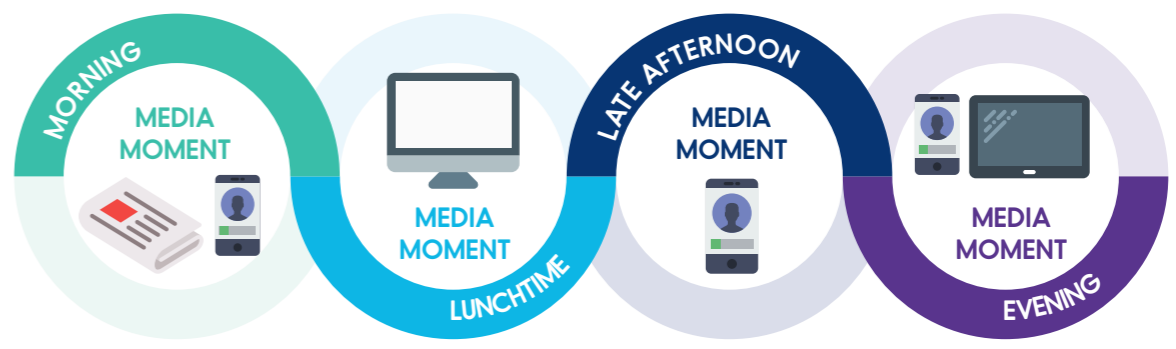 MORNING
MEDIA
MOMENT
MEDIA
MOMENT
LUNCHTIME
LATE AFTERNOON
MEDIA
MOMENT
MEDIA
MOMENT
EVENING